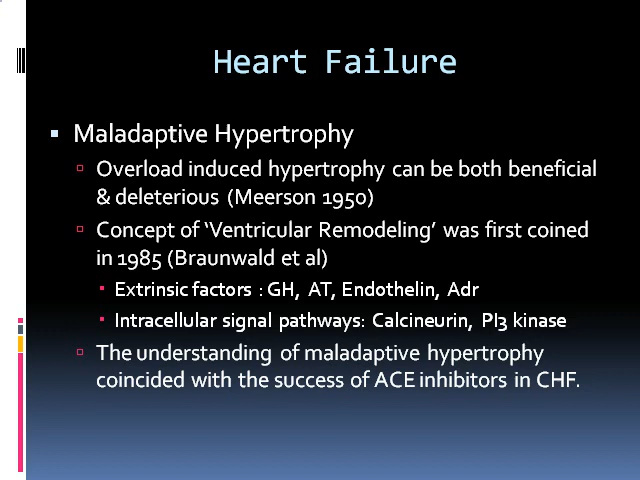 Heart Failure
Maladaptive Hypertrophy
Overload induced hypertrophy can be both beneficial
& deleterious (Meerson 1950)
Concept of ‘Ventricular Remodeling’ was first coined
in 1985 (Braunwald et al)
Extrinsic factors : GH, AT, Endothelin, Adr
Intracellular signal pathways: Calcineurin, PI3 kinase
The understanding of maladaptive hypertrophy
coincided with the success of ACE inhibitors in CHF.